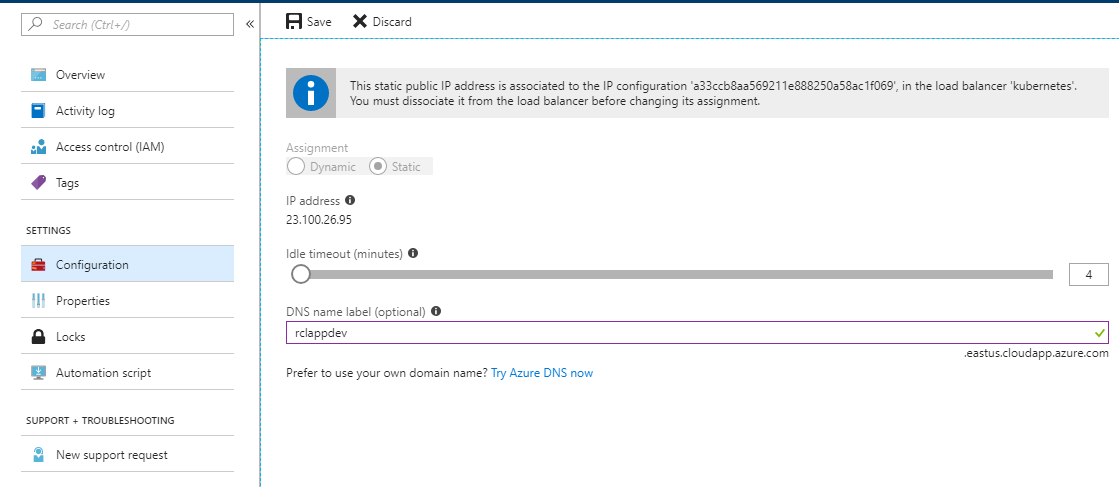 Search (Ctrl+/)
«
Overview
Activity log
Access control (IAM)
Tags
SETTINGS
Configuration
Properties
Locks
Automation script
SUPPORT + TROUBLESHOOTING
New support request
Save Discard
This static public IP address is associated to the IP configuration 'a33ccb8aa569211e888250a58ac1f069', in the load balancer 'kubernetes'.
You must dissociate it from the load balancer before changing its assignment.
Assignment
Dynamic Static
IP address
23.100.26.95
Idle timeout (minutes)
4
DNS name label (optional)
rclappdev
.eastus.cloudapp.azure.com
Prefer to use your own domain name? Try Azure DNS now